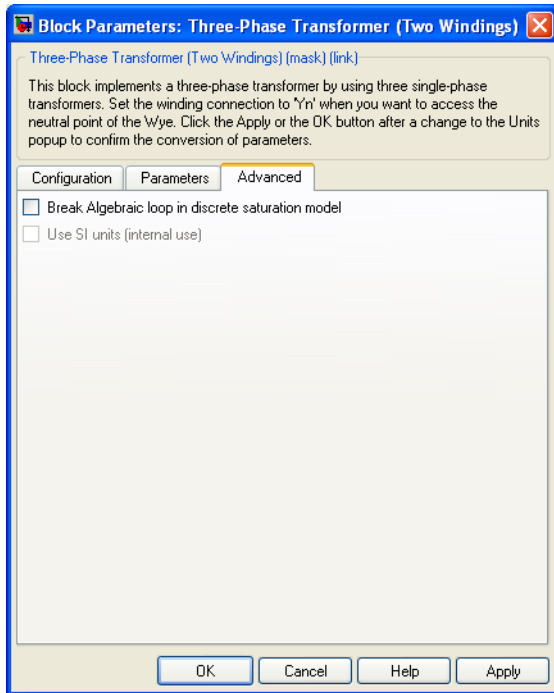 Block Parameters: Three-Phase Transformer (Two Windings)
Three-Phase Transformer (Two Windings) (mask) (link)
This block implements a three-phase transformer by using three single-phase
transformers. Set the winding connection to 'Yn' when you want to access the
neutral point of the Wye. Click the Apply or the OK button after a change to the Units
popup to confirm the conversion of parameters.
Configuration Parameters Advanced
Break Algebraic loop in discrete saturation model
Use SI units (internal use)
OK Cancel Help Apply